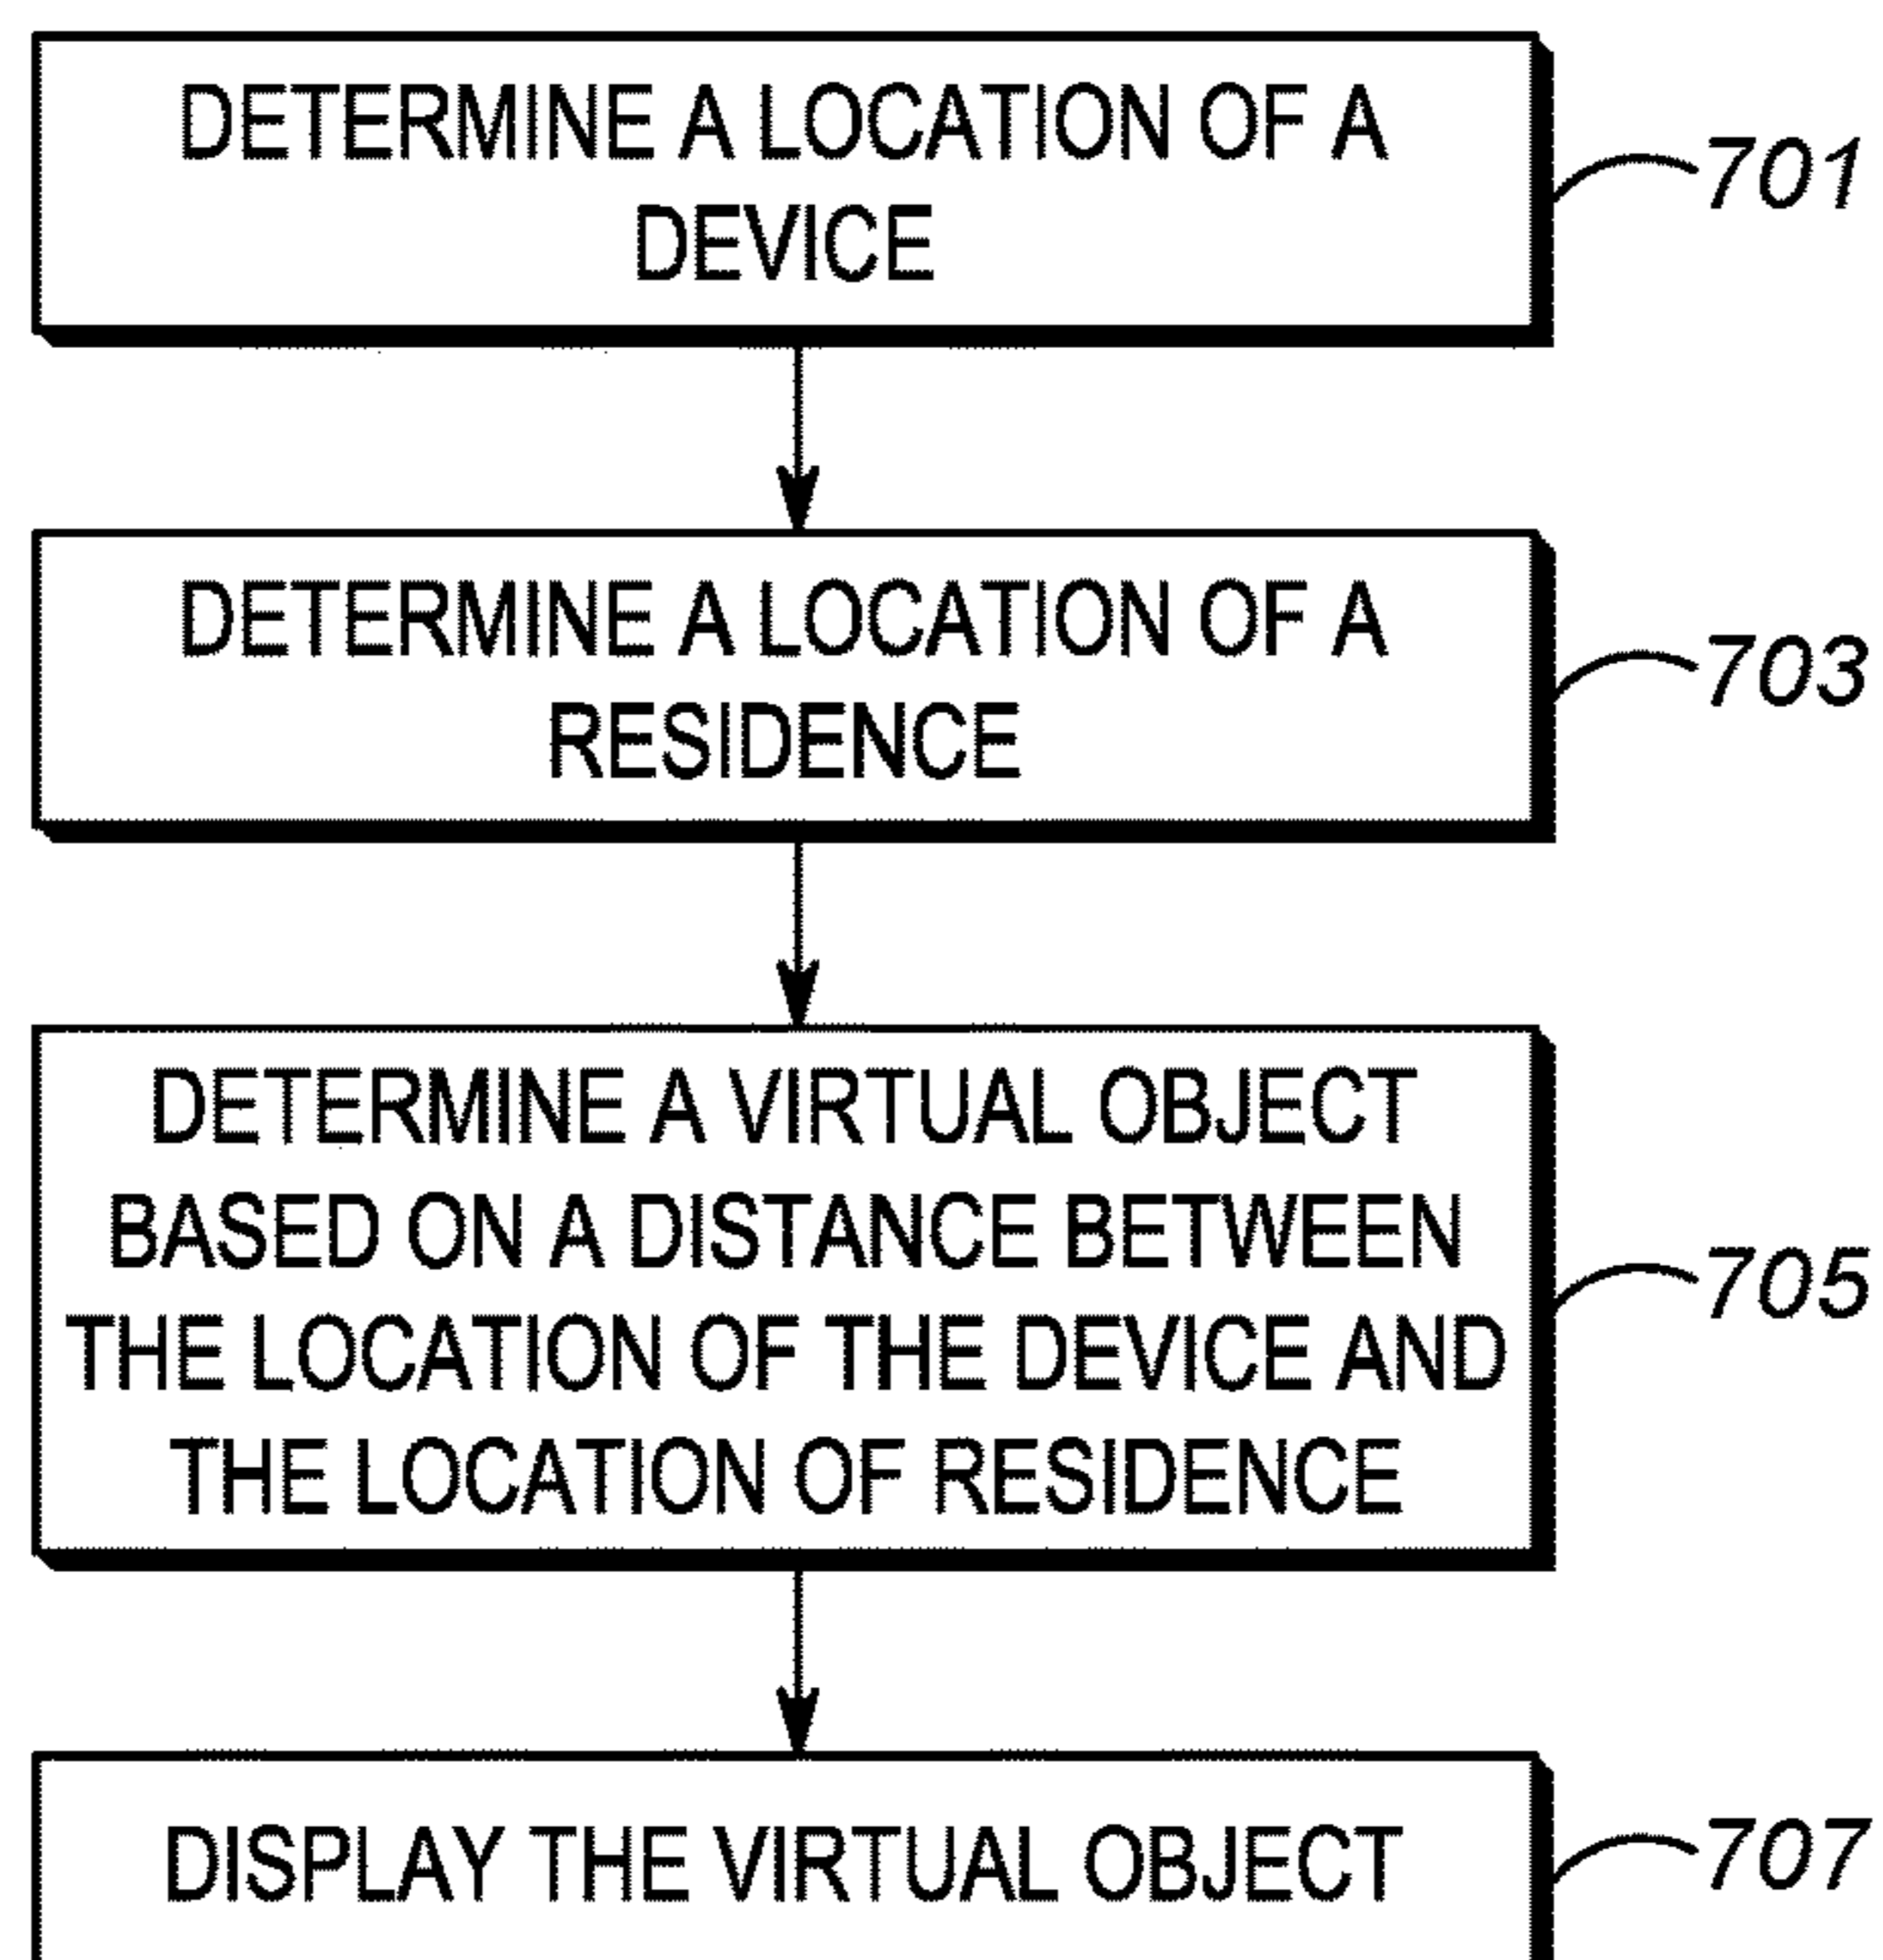 DETERMINE A LOCATION OF A
DEVICE
701
DETERMINE A LOCATION OF A
RESIDENCE
703
DETERMINE A VIRTUAL OBJECT
BASED ON A DISTANCE BETWEEN
THE LOCATION OF THE DEVICE AND
THE LOCATION OF RESIDENCE
705
DISPLAY THE VIRTUAL OBJECT
707